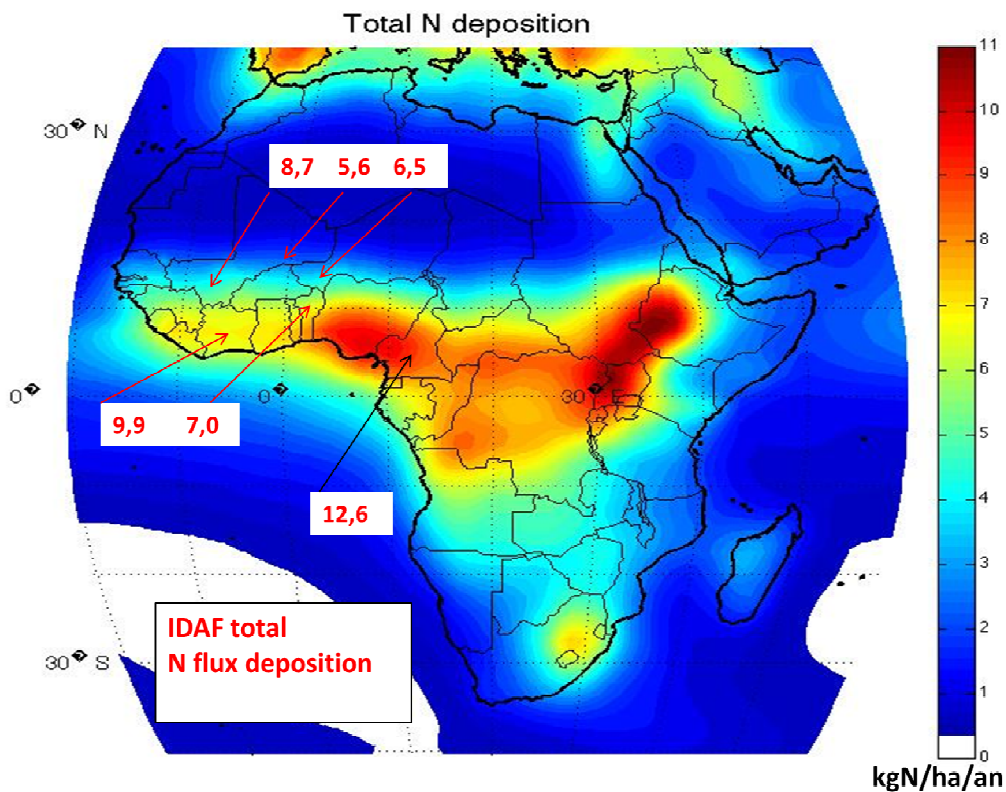 Total N deposition
30� N
8,7 5,6 6,5
0�
0�
30�
9,9 7,0
12,6
IDAF total
N flux deposition
30� S
11
10
9
8
7
6
5
4
3
2
1
0
kgN/ha/an